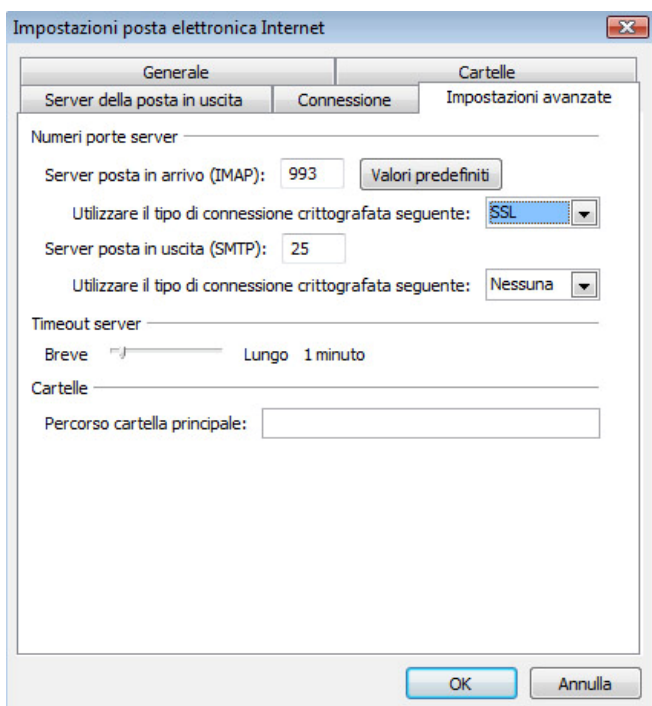 Impostazioni posta elettronica Internet
Generale
Cartelle
Server della posta in uscita
Connessione
Impostazioni avanzate
Numeri porte server
Server posta in arrivo (IMAP): 993 Valori predefiniti
Utilizzare il tipo di connessione crittografata seguente: SSL
Server posta in uscita (SMTP): 25
Utilizzare il tipo di connessione crittografata seguente: Nessuna
Timeout server
Breve Lungo 1 minuto
Cartelle
Percorso cartella principale:
OK Annulla